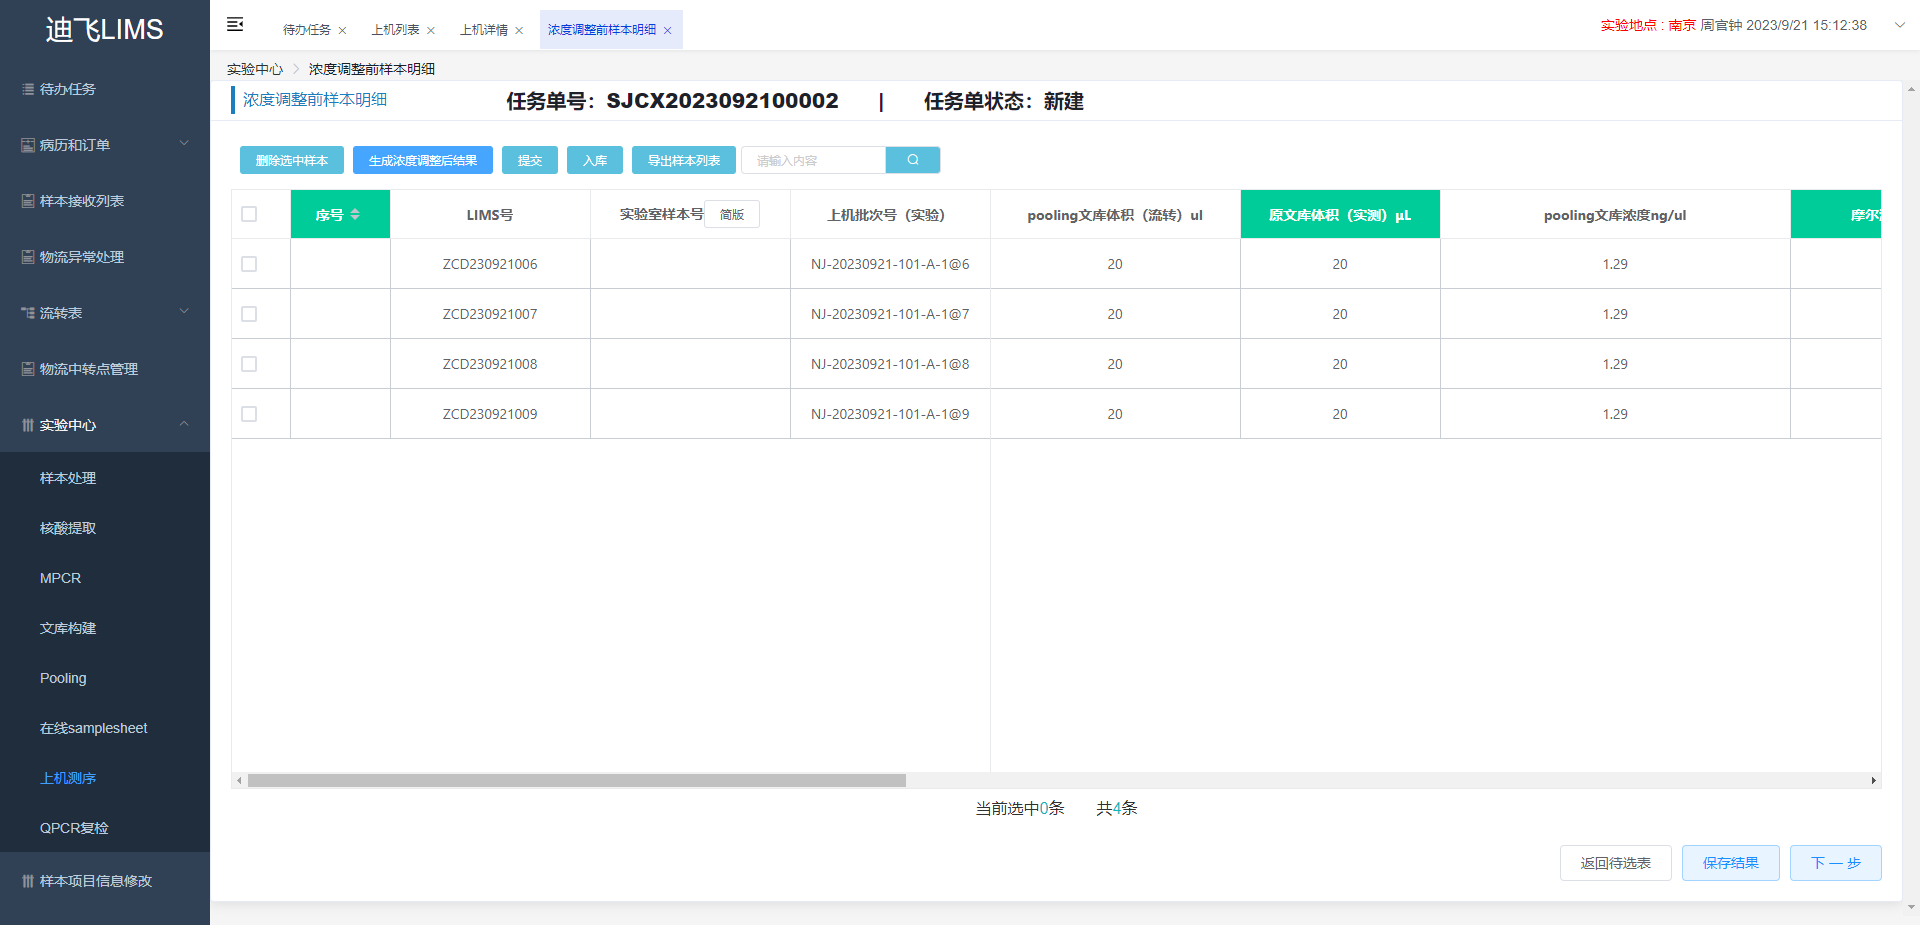 迪飞LIMS
待办任务
病历和订单
样本接收列表
物流异常处理
流转表
物流中转点管理
实验中心
样本处理
核酸提取
MPCR
文库构建
Pooling
在线samplesheet
上机测序
QPCR复检
样本项目信息修改
待办任务 上机列表 上机详情 浓度调整前样本明细
实验地点 : 南京 周官钟 2023/9/21 15:12:38
实验中心 浓度调整前样本明细
浓度调整前样本明细 任务单号：SJCX2023092100002 | 任务单状态：新建
删除选中样本 生成浓度调整后结果 提交 入库 导出样本列表 请输入内容
序号 LIMS号 实验室样本号 简版 上机批次号（实验） pooling文库体积（流转）ul 原文库体积（实测）μL pooling文库浓度ng/ul 摩尔
ZCD230921006 NJ-20230921-101-A-1@6 20 20 1.29
ZCD230921007 NJ-20230921-101-A-1@7 20 20 1.29
ZCD230921008 NJ-20230921-101-A-1@8 20 20 1.29
ZCD230921009 NJ-20230921-101-A-1@9 20 20 1.29
当前选中0条 共4条
返回待选表 保存结果 下 一 步